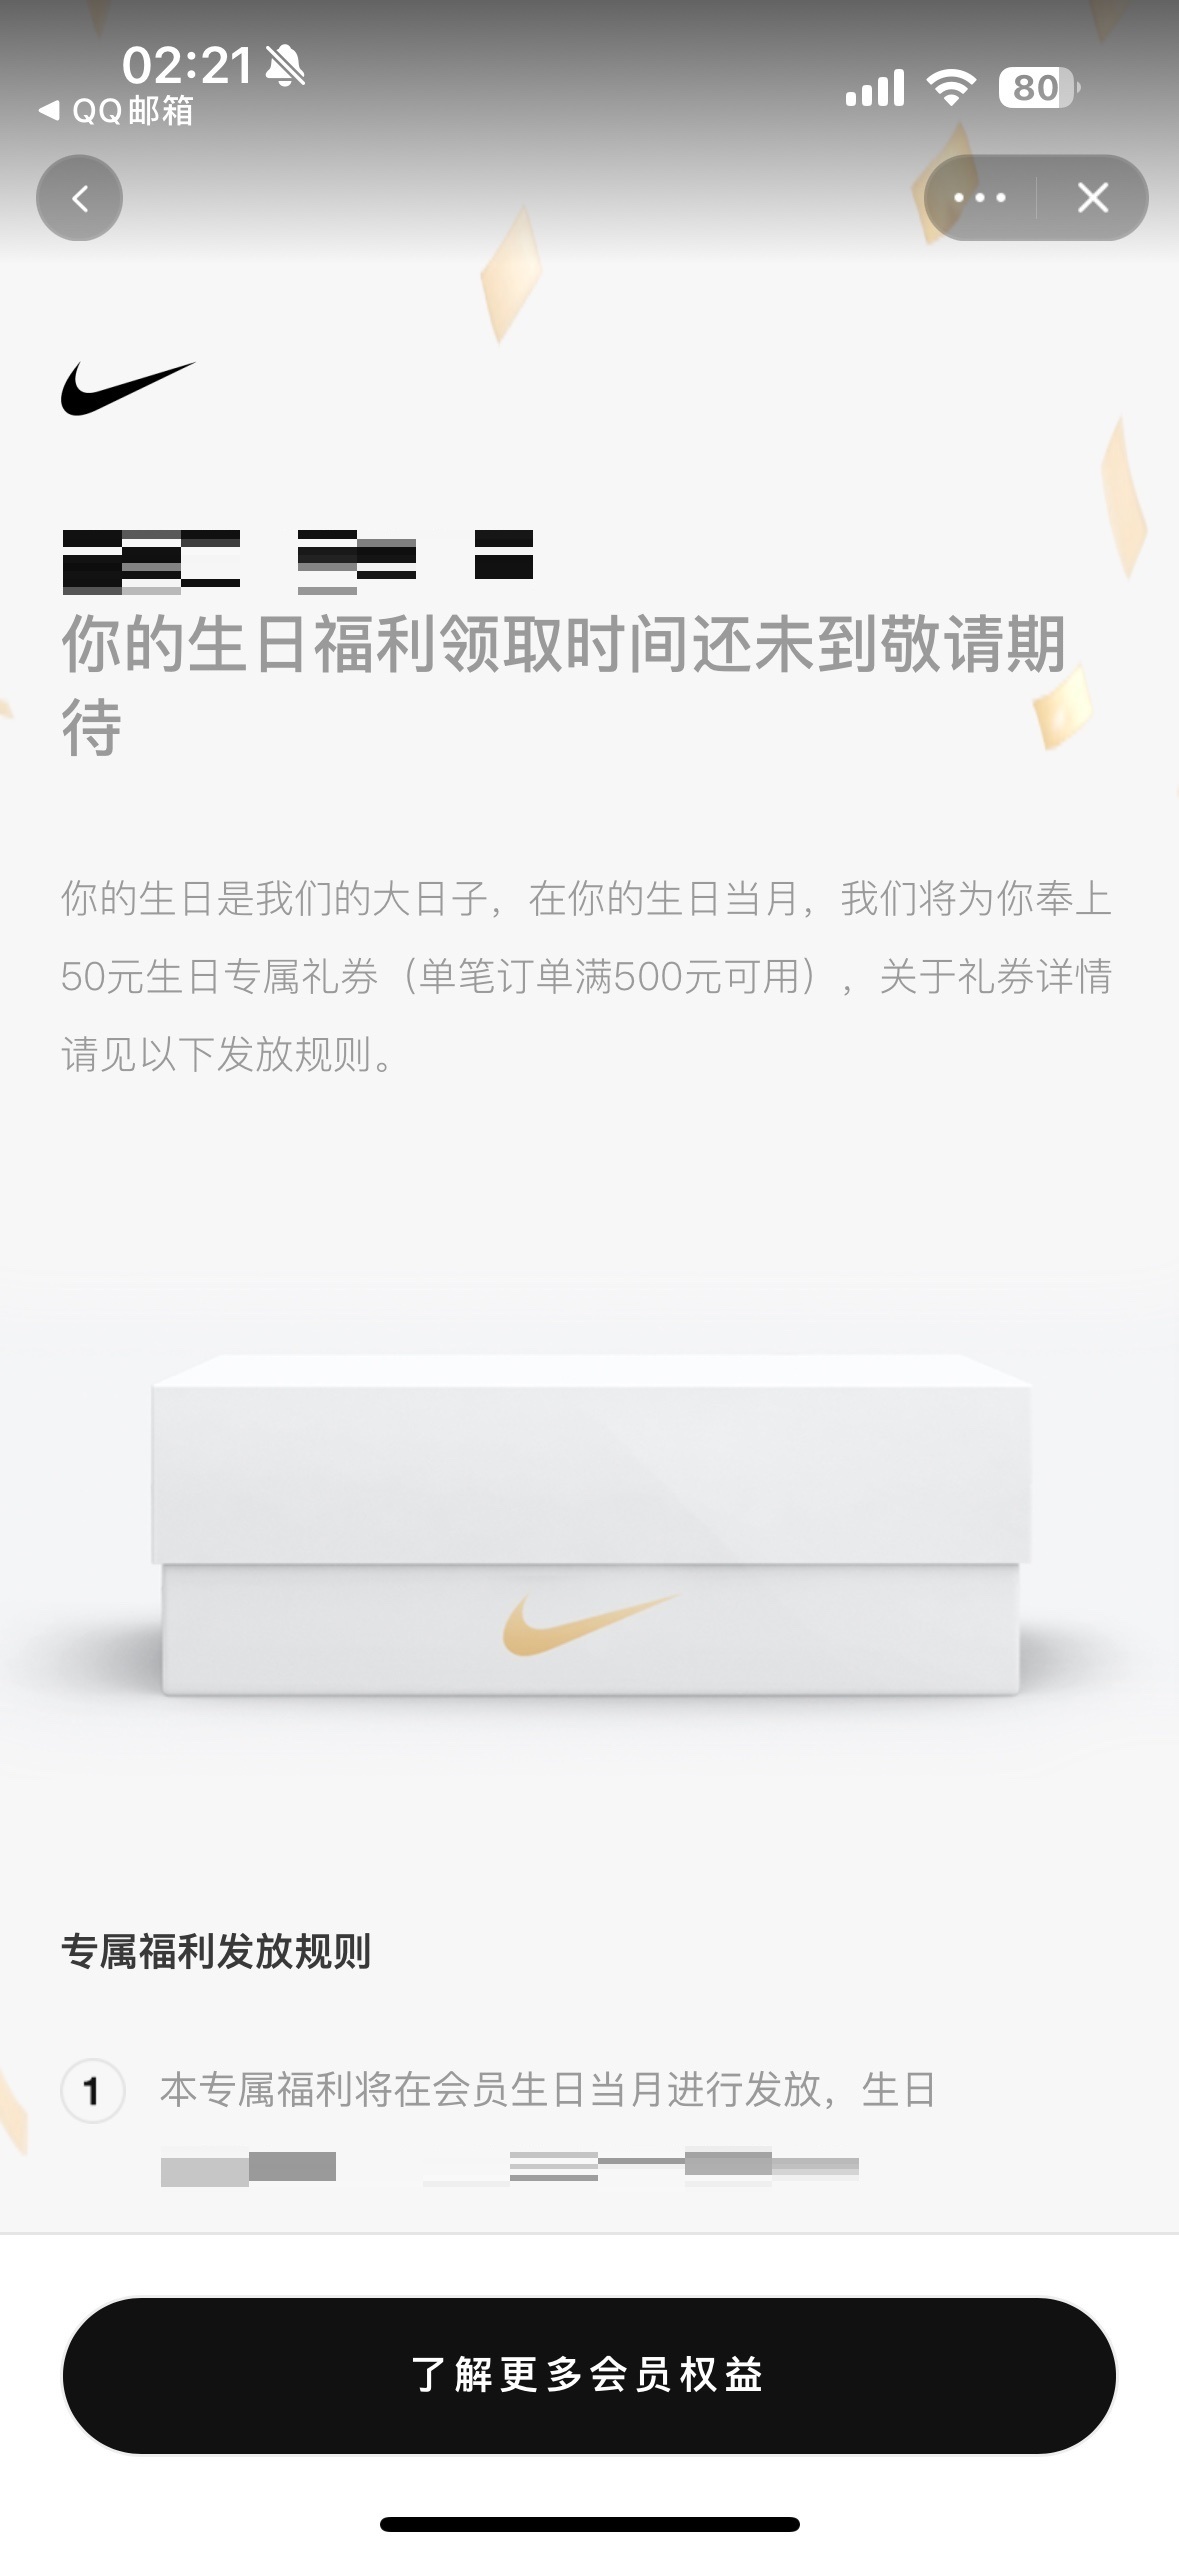 02:21
80
QQ邮箱
你的生日福利领取时间还未到敬请期
待
你的生日是我们的大日子，在你的生日当月，我们将为你奉上
50元生日专属礼券（单笔订单满500元可用），关于礼券详情
请见以下发放规则。
专属福利发放规则
1 本专属福利将在会员生日当月进行发放，生日
了解更多会员权益